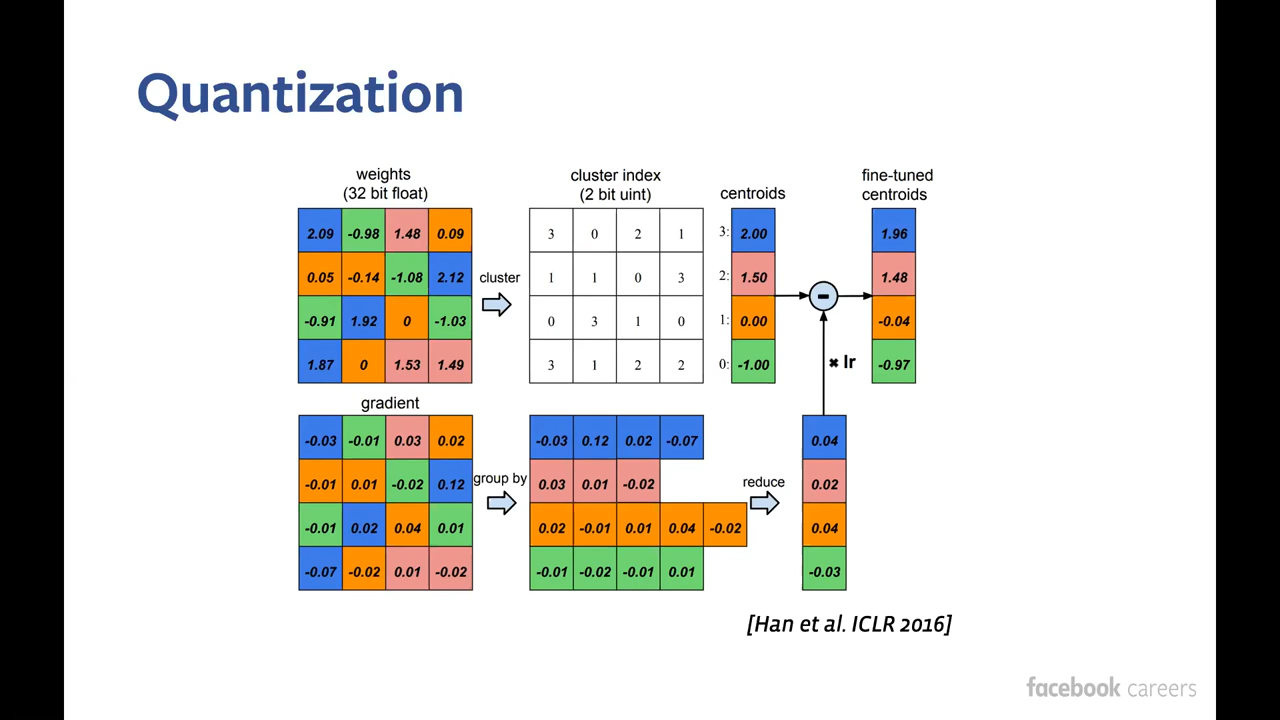 Quantization
weights
(32 bit float)
cluster index
(2 bit uint)
centroids
fine-tuned
centroids
2.09 -0.98 1.48 0.09
0.05 -0.14 -1.08 2.12
-0.91 1.92 0 -1.03
1.87 0 1.53 1.49
cluster
3 0 2 1
1 1 0 3
0 3 1 0
3 1 2 2
3: 2.00
2: 1.50
1: 0.00
0: -1.00
-
× lr
1.96
1.48
-0.04
-0.97
gradient
-0.03 -0.01 0.03 0.02
-0.01 0.01 -0.02 0.12
-0.01 0.02 0.04 0.01
-0.07 -0.02 0.01 -0.02
group by
-0.03 0.12 0.02 -0.07
0.03 0.01 -0.02
0.02 -0.01 0.01 0.04 -0.02
-0.01 -0.02 -0.01 0.01
reduce
0.04
0.02
0.04
-0.03
[Han et al. ICLR 2016]
facebook careers